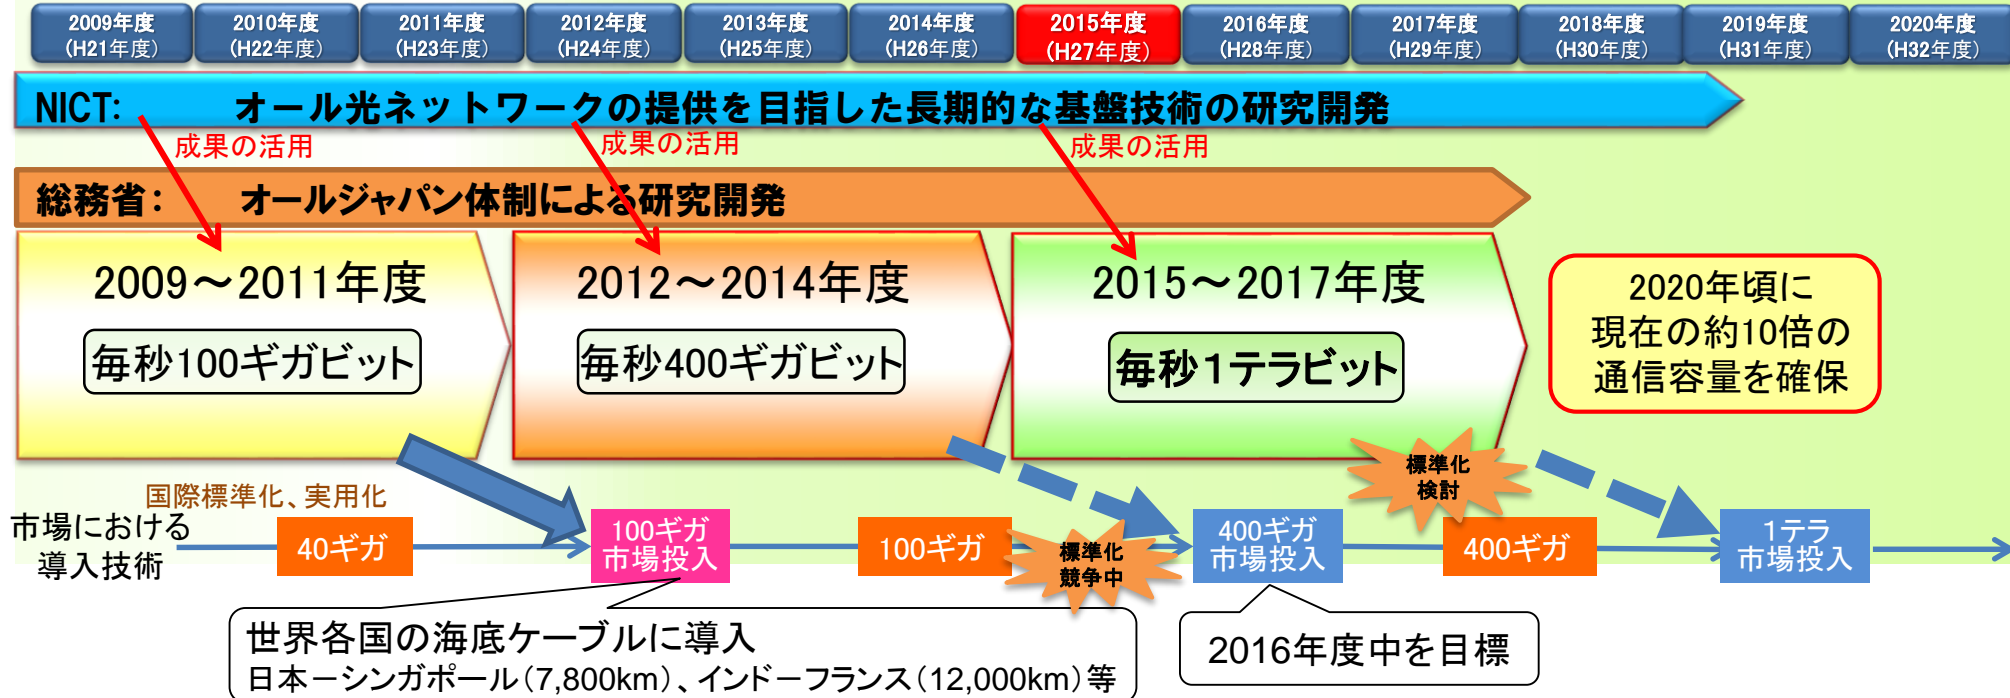 2009年度
(H21年度)
2010年度
(H22年度)
2011年度
(H23年度)
2012年度
(H24年度)
2013年度
(H25年度)
2014年度
(H26年度)
2015年度
(H27年度)
2016年度
(H28年度)
2017年度
(H29年度)
2018年度
(H30年度)
2019年度
(H31年度)
2020年度
(H32年度)
NICT: オール光ネットワークの提供を目指した長期的な基盤技術の研究開発
成果の活用
成果の活用
成果の活用
総務省： オールジャパン体制による研究開発
2009～2011年度
毎秒100ギガビット
2012～2014年度
毎秒400ギガビット
2015～2017年度
毎秒１テラビット
2020年頃に
現在の約10倍の
通信容量を確保
国際標準化、実用化
市場における
導入技術
40ギガ
100ギガ
市場投入
100ギガ
標準化
競争中
400ギガ
市場投入
標準化
検討
400ギガ
1テラ
市場投入
世界各国の海底ケーブルに導入
日本－シンガポール（7,800km）、インド－フランス（12,000km）等
2016年度中を目標